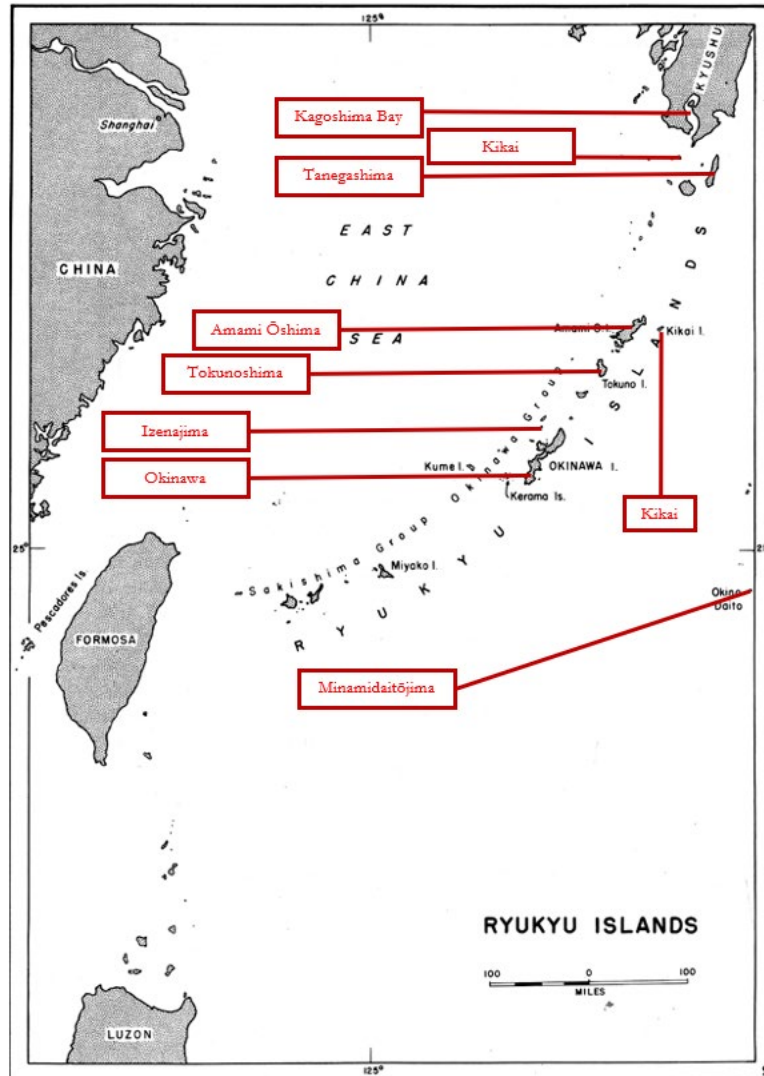 125°
KYUSHU
Shanghai
Kagoshima Bay
Kikai
Tanegashima
EAST
CHINA
SEA
CHINA
Amami Ōshima
Amami O.I.
Kikai I.
Tokunoshima
Tokuno I.
Izenajima
Okinawa
Kume I.
OKINAWA I.
Kerama Is.
Okinawa Group
Kikai
25°
Sakishima Group
Miyako I.
RYUKYU ISLANDS
Pescadores Is.
FORMOSA
Okino
Daito
Minamidaitōjima
RYUKYU ISLANDS
100 0 100
MILES
LUZON
125°